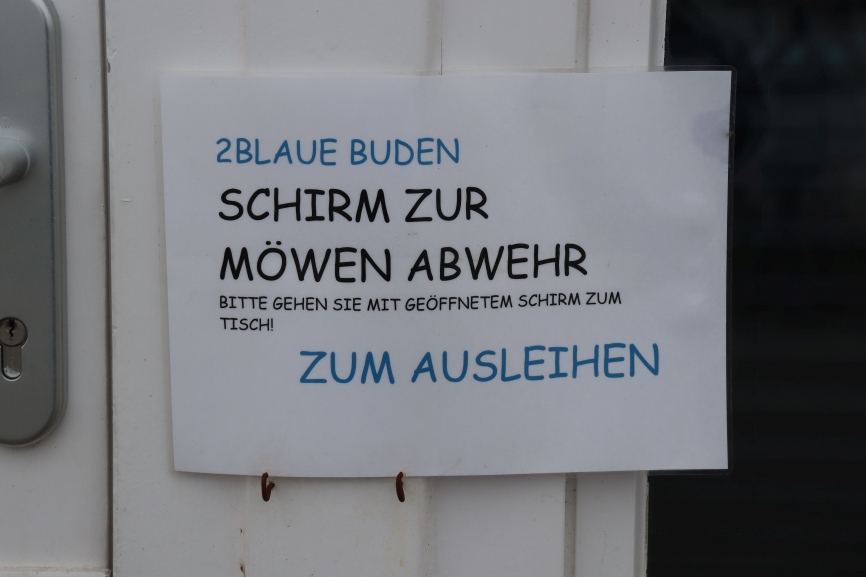 2BLAUE BUDEN
SCHIRM ZUR
MÖWEN ABWEHR
BITTE GEHEN SIE MIT GEÖFFNETEM SCHIRM ZUM
TISCH!
ZUM AUSLEIHEN